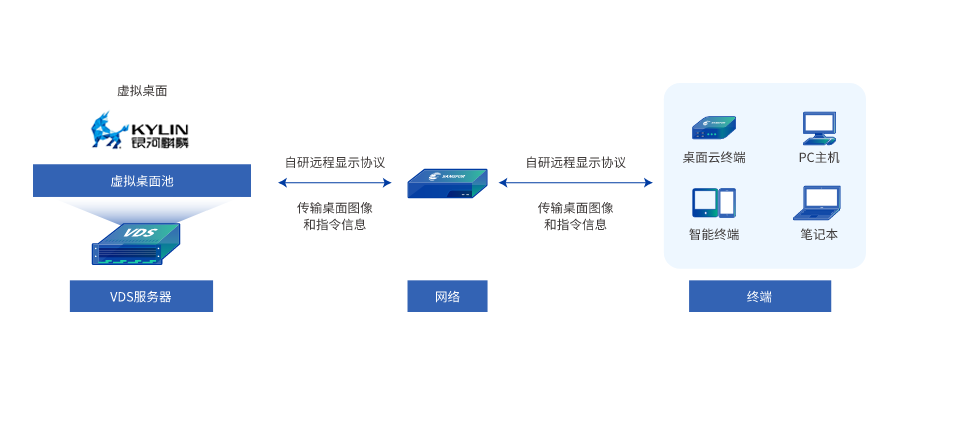 虚拟桌面
KYLIN
银河麒麟
虚拟桌面池
VDS
VDS服务器
自研远程显示协议
传输桌面图像
和指令信息
SANGFOR
网络
自研远程显示协议
传输桌面图像
和指令信息
SANGFOR
桌面云终端
PC主机
智能终端
笔记本
终端